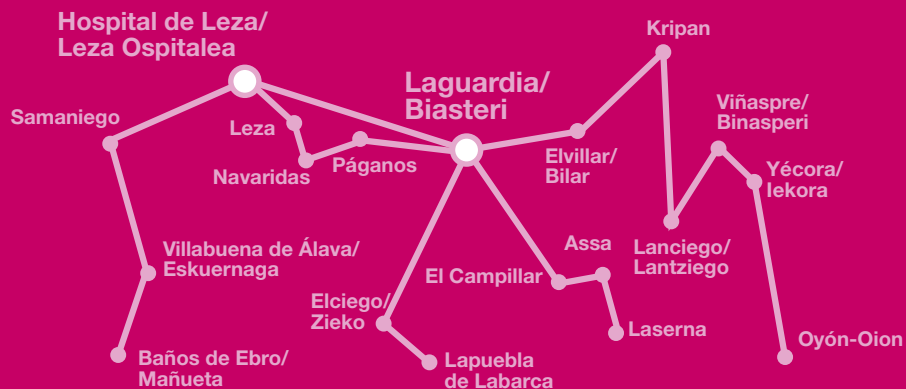 Hospital de Leza/
Leza Ospitalea
Kripan
Laguardia/
Biasteri
Viñaspre/
Binasperi
Samaniego
Leza
Páganos
Navaridas
Elvillar/
Bilar
Yécora/
Iekora
Villabuena de Álava/
Eskuernaga
Assa
El Campillar
Lanciego/
Lantziego
Elciego/
Zieko
Laserna
Oyón-Oion
Baños de Ebro/
Mañueta
Lapuebla
de Labarca